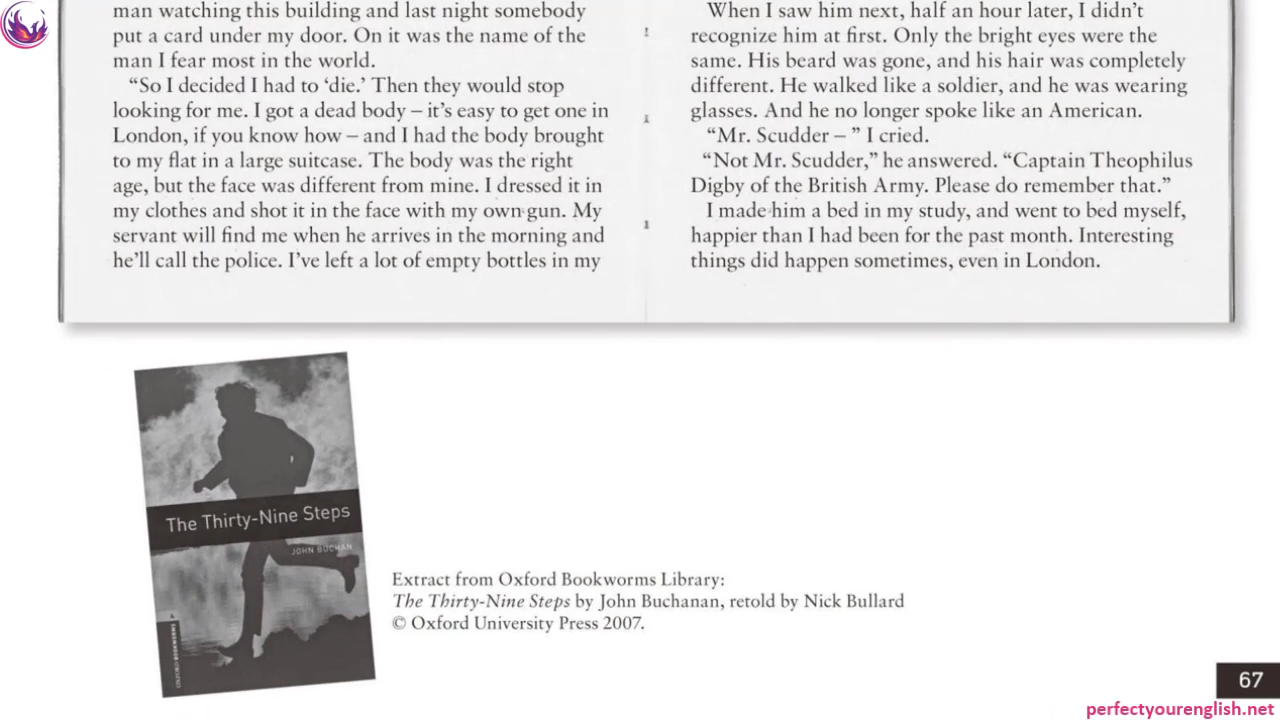 man watching this building and last night somebody
put a card under my door. On it was the name of the
man I fear most in the world.
“So I decided I had to ‘die.’ Then they would stop
looking for me. I got a dead body – it’s easy to get one in
London, if you know how – and I had the body brought
to my flat in a large suitcase. The body was the right
age, but the face was different from mine. I dressed it in
my clothes and shot it in the face with my own gun. My
servant will find me when he arrives in the morning and
he’ll call the police. I’ve left a lot of empty bottles in my
When I saw him next, half an hour later, I didn’t
recognize him at first. Only the bright eyes were the
same. His beard was gone, and his hair was completely
different. He walked like a soldier, and he was wearing
glasses. And he no longer spoke like an American.
“Mr. Scudder – ” I cried.
“Not Mr. Scudder,” he answered. “Captain Theophilus
Digby of the British Army. Please do remember that.”
I made him a bed in my study, and went to bed myself,
happier than I had been for the past month. Interesting
things did happen sometimes, even in London.
The Thirty-Nine Steps
JOHN BUCHAN
Extract from Oxford Bookworms Library:
The Thirty-Nine Steps by John Buchanan, retold by Nick Bullard
© Oxford University Press 2007.
67
perfectyourenglish.net